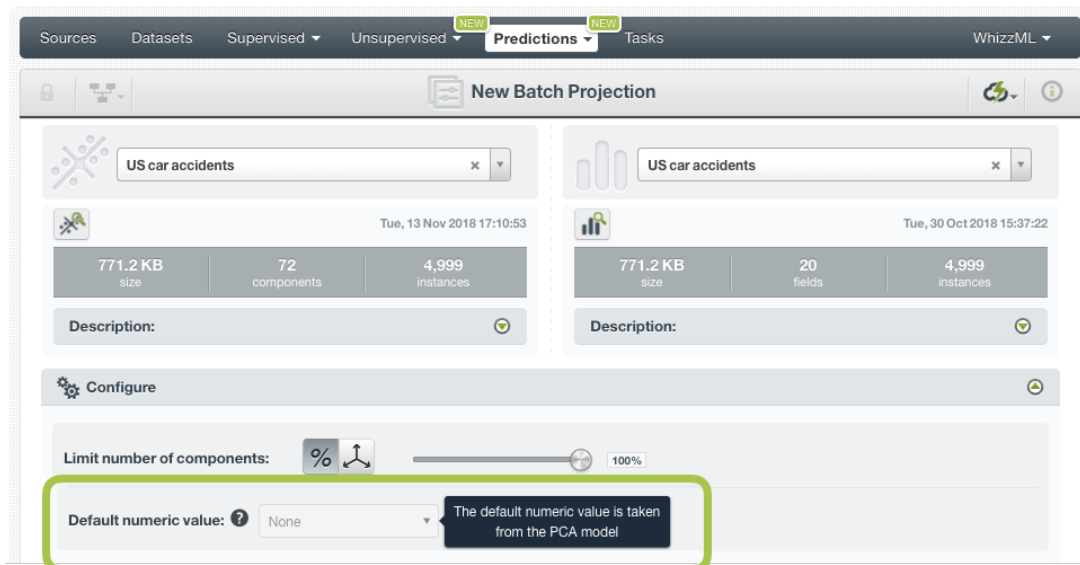 NEW NEW
Sources Datasets Supervised Unsupervised Predictions Tasks WhizzML
New Batch Projection
US car accidents × US car accidents ×
Tue, 13 Nov 2018 17:10:53 Tue, 30 Oct 2018 15:37:22
771.2 KB 72 4,999 771.2 KB 20 4,999
size components instances size fields instances
Description: Description:
Configure
Limit number of components: % 100%
Default numeric value: ? None The default numeric value is taken
from the PCA model